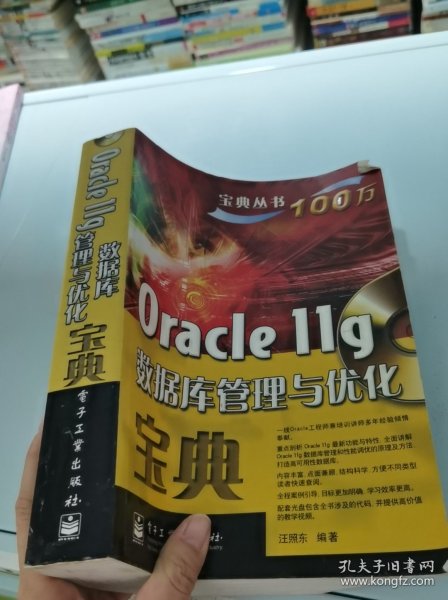 宝典丛书
100万
Oracle 11g
数据库管理与优化
宝典
一线Oracle工程师兼培训讲师多年经验倾情
奉献。
重点剖析 Oracle 11g 最新功能与特性，全面讲解
Oracle 11g 数据库管理和性能调优的原理及方法，
打造高可用性数据库。
内容丰富，点面兼顾，结构科学，方便不同类型
读者快速查阅。
全程案例引导，目标更加明确，学习效率更高。
配套光盘包含全书涉及的代码，并提供高价值
的教学视频。
汪照东 编著
电子工业出版社
Oracle 11g
数据库
管理与优化
宝典
电子工业出版社
孔夫子旧书网
www.kongfz.com